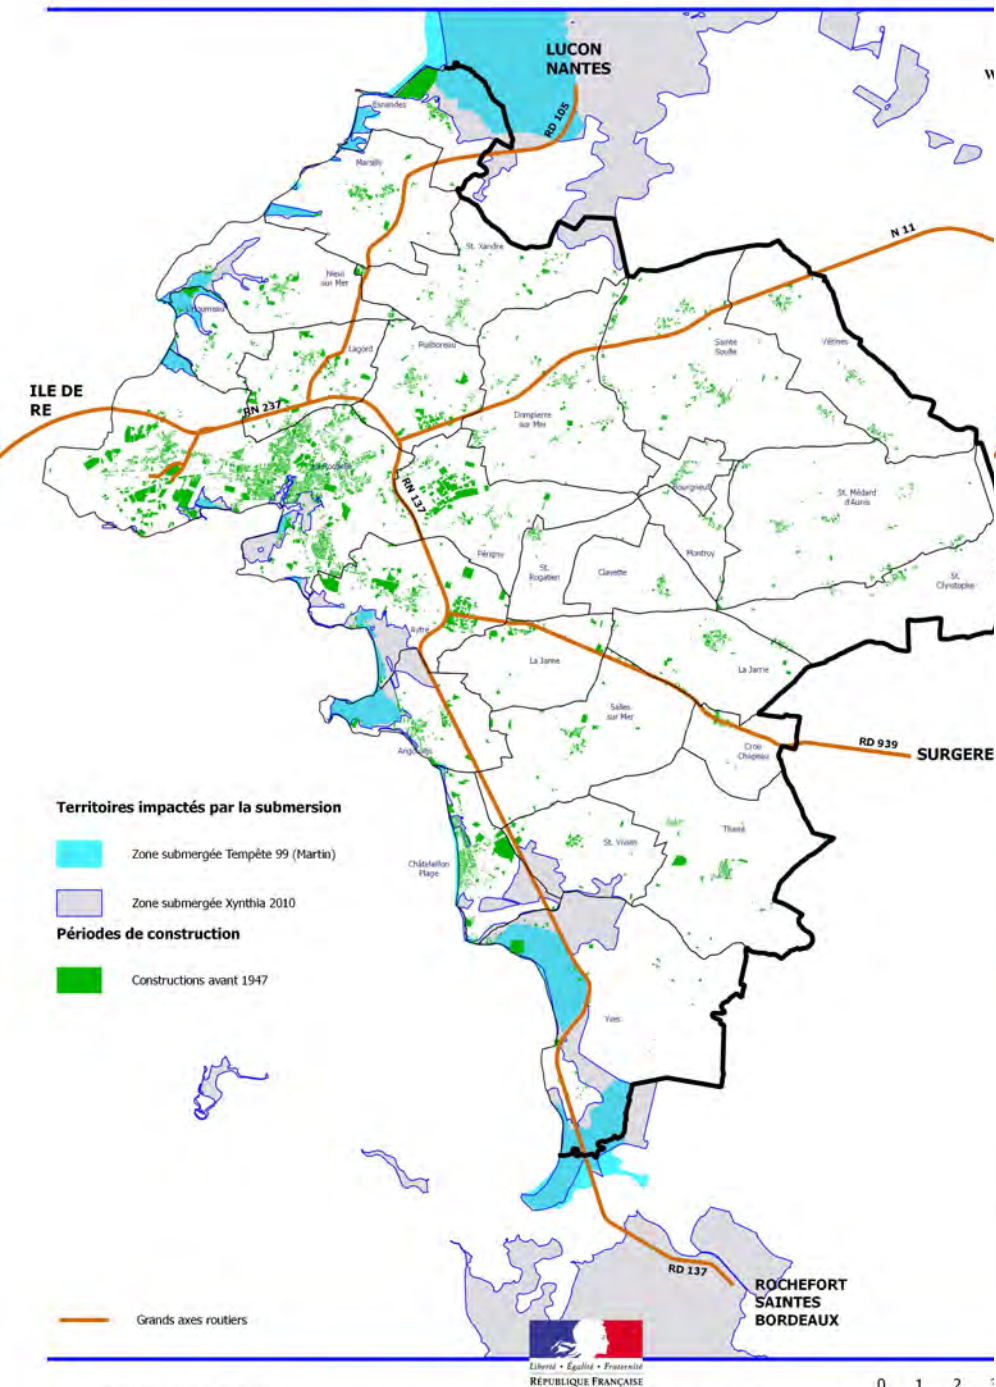 LUCON
NANTES
W
Esnandes
RD 105
Marsilly
N 11
St. Xandre
Nieul
sur Mer
L'Houmeau
Sainte
Soulle
Vérines
Lagord
Puilboreau
ILE DE
RE
RN 237
Dompierre
sur Mer
La Rochelle
RN 137
Bourgneuf
St. Médard
d'Aunis
Périgny
St.
Rogatien
Clavette
Montroy
St.
Christophe
Aytré
La Jarne
La Jarrie
Salles
sur Mer
Croix
Chapeau
RD 939
SURGERE
Angoulins
Territoires impactés par la submersion
Zone submergée Tempête 99 (Martin)
Zone submergée Xynthia 2010
Périodes de construction
Constructions avant 1947
Châtelaillon
Plage
St. Vivien
Thairé
Yves
RD 137
ROCHEFORT
SAINTES
BORDEAUX
Grands axes routiers
Liberté • Égalité • Fraternité
RÉPUBLIQUE FRANÇAISE
0 1 2 3